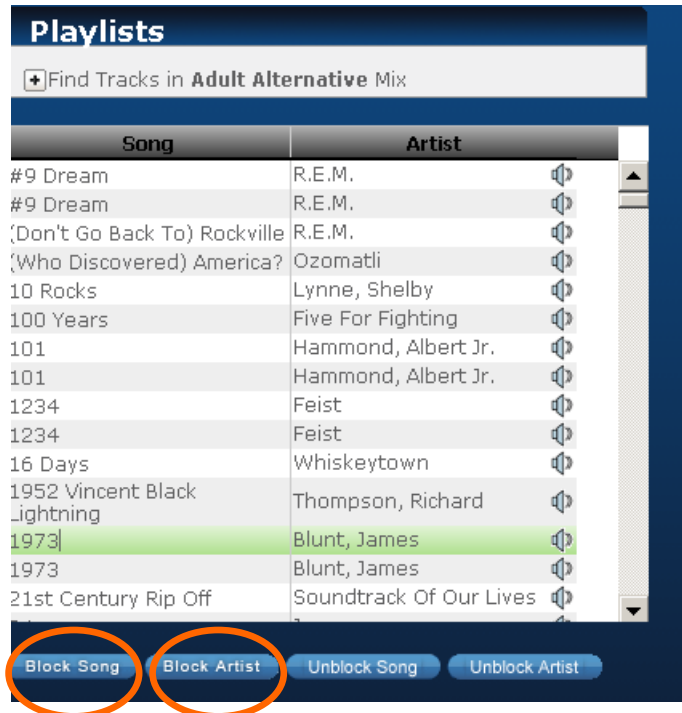 Playlists
+Find Tracks in Adult Alternative Mix
Song Artist
#9 Dream R.E.M.
#9 Dream R.E.M.
(Don't Go Back To) Rockville R.E.M.
(Who Discovered) America? Ozomatli
10 Rocks Lynne, Shelby
100 Years Five For Fighting
101 Hammond, Albert Jr.
101 Hammond, Albert Jr.
1234 Feist
1234 Feist
16 Days Whiskeytown
1952 Vincent Black
Lightning Thompson, Richard
1973 Blunt, James
1973 Blunt, James
21st Century Rip Off Soundtrack Of Our Lives
Block Song Block Artist Unblock Song Unblock Artist